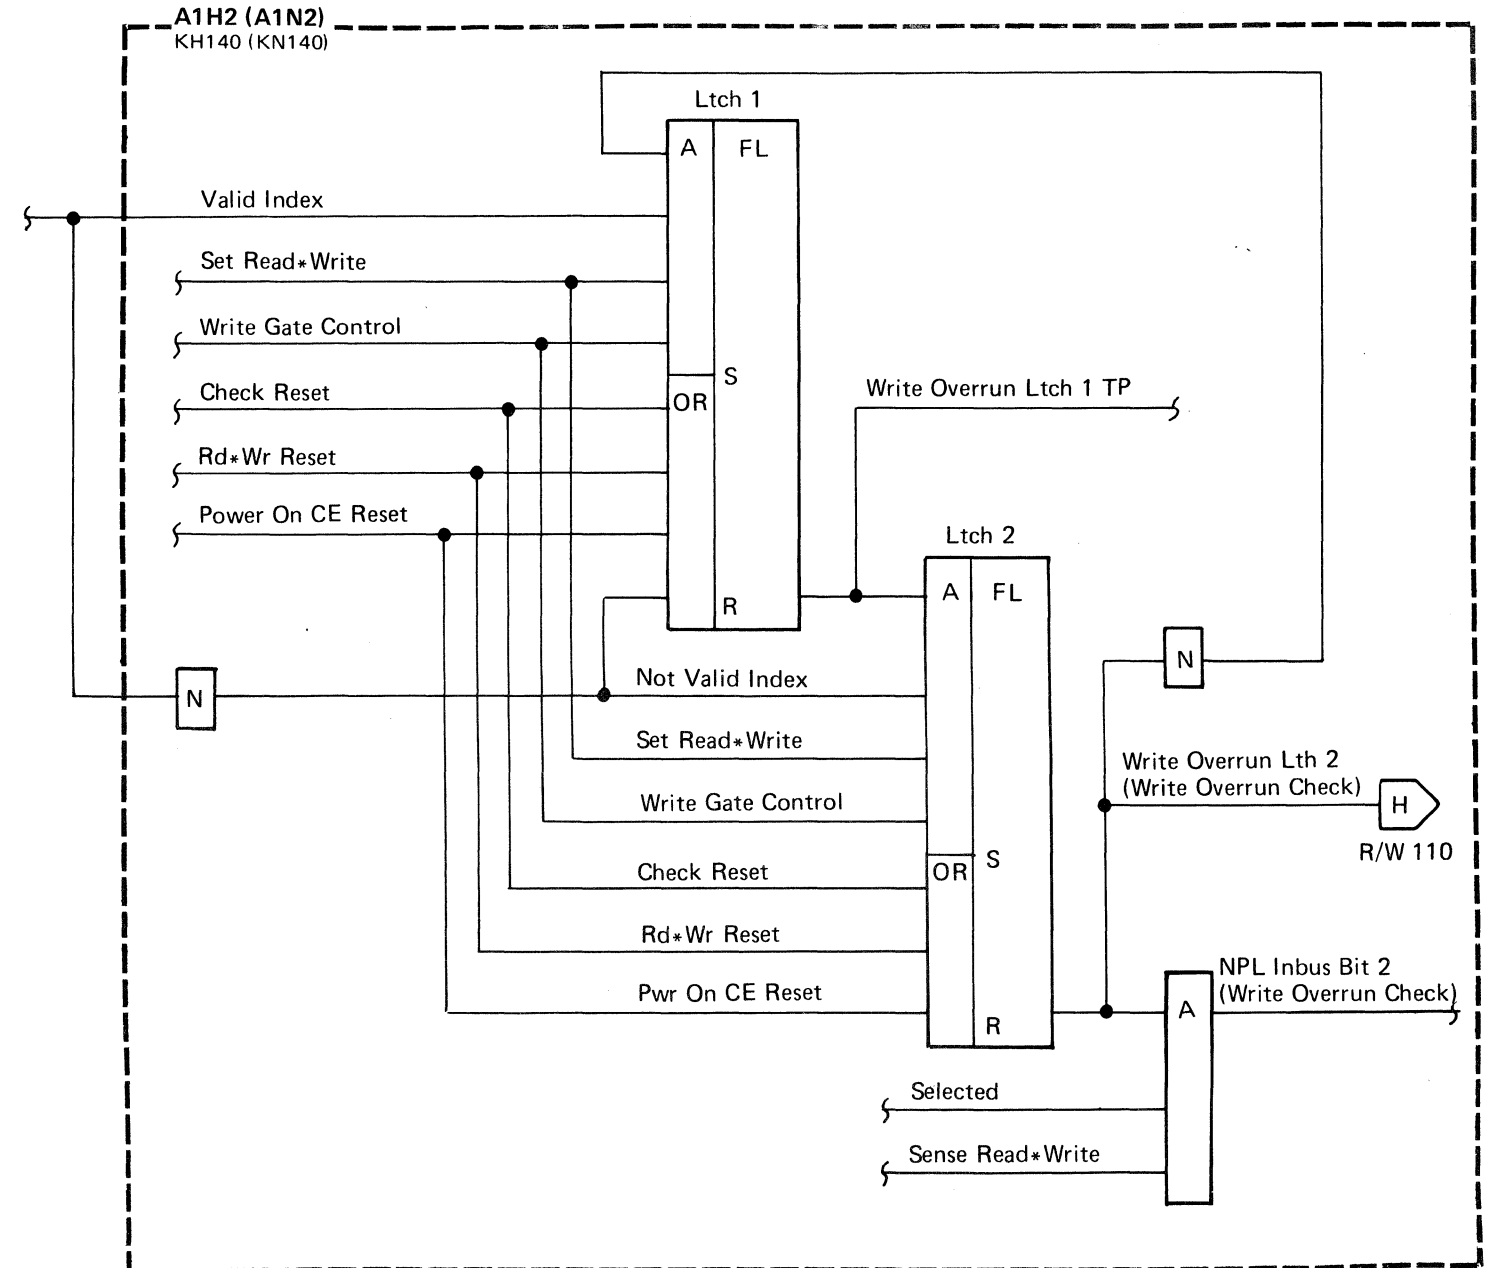 A1H2 (A1N2)
KH140 (KN140)
Ltch 1
A FL
Valid Index
Set Read*Write
Write Gate Control
S
Check Reset
OR
Write Overrun Ltch 1 TP
Rd*Wr Reset
Power On CE Reset
Ltch 2
A FL
R
N
Not Valid Index
N
Set Read*Write
Write Overrun Lth 2
(Write Overrun Check)
Write Gate Control
H
R/W 110
S
Check Reset
OR
Rd*Wr Reset
NPL Inbus Bit 2
(Write Overrun Check)
Pwr On CE Reset
R
A
Selected
Sense Read*Write